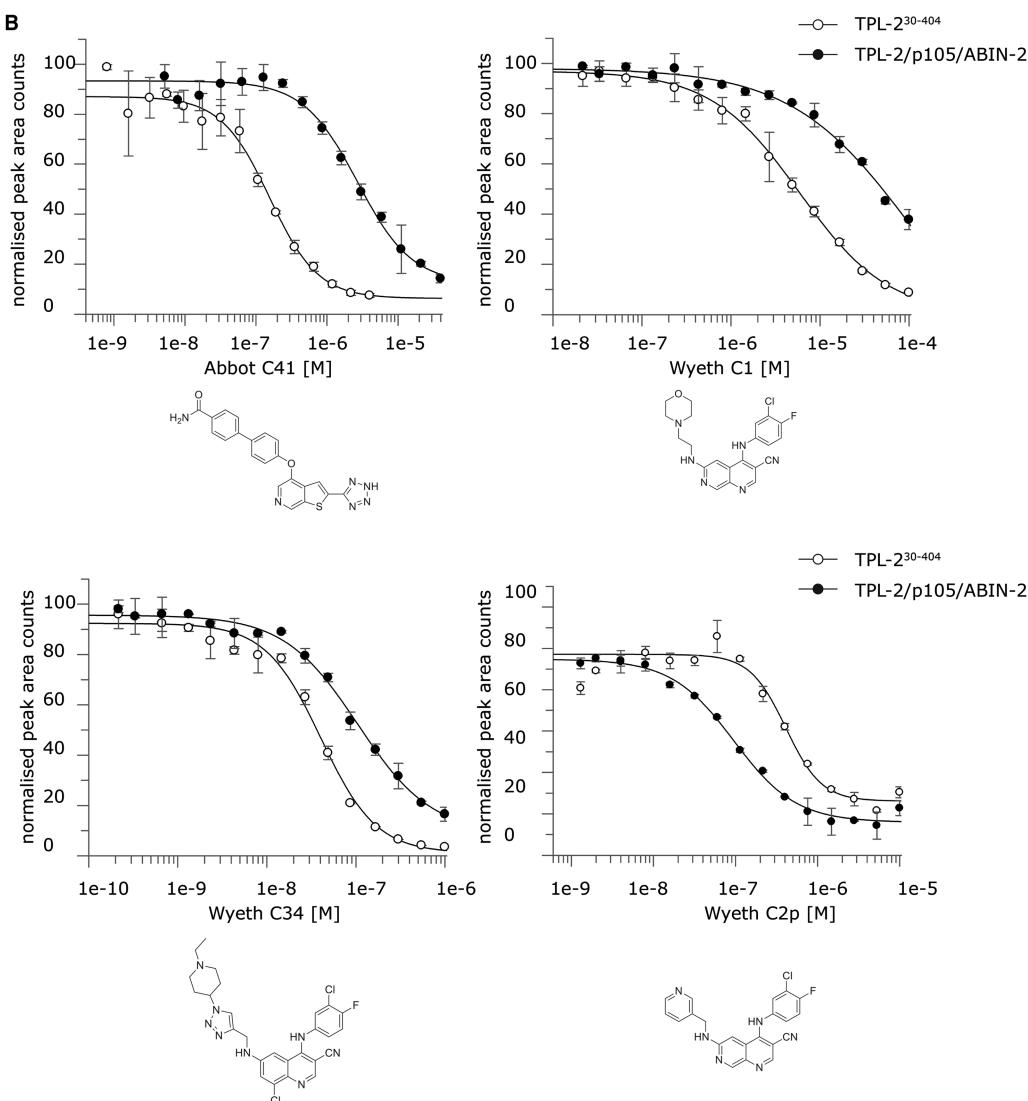 B
TPL-2³⁰⁻⁴⁰⁴
TPL-2/p105/ABIN-2
normalised peak area counts
100
80
60
40
20
0
1e-9 1e-8 1e-7 1e-6 1e-5
Abbot C41 [M]
normalised peak area counts
100
80
60
40
20
0
1e-8 1e-7 1e-6 1e-5 1e-4
Wyeth C1 [M]
O
H₂N
O
N
S
N
NH
N
N
O
N
HN
N
N
HN
Cl
F
CN
TPL-2³⁰⁻⁴⁰⁴
TPL-2/p105/ABIN-2
normalised peak area counts
100
80
60
40
20
0
1e-10 1e-9 1e-8 1e-7 1e-6
Wyeth C34 [M]
normalised peak area counts
100
80
60
40
20
0
1e-9 1e-8 1e-7 1e-6 1e-5
Wyeth C2p [M]
N
N
N
N
HN
Cl
N
HN
Cl
F
CN
N
HN
N
N
HN
Cl
F
CN